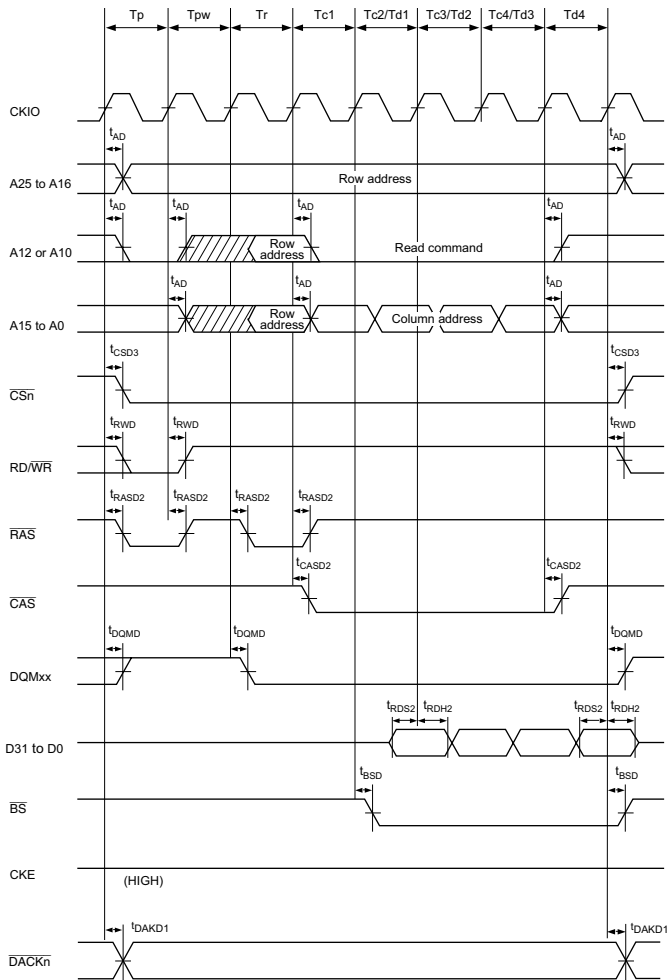 Tp Tpw Tr Tc1 Tc2/Td1 Tc3/Td2 Tc4/Td3 Td4
CKIO
tAD tAD
A25 to A16 Row address
tAD tAD tAD tAD
A12 or A10 Row address Read command
tAD tAD tAD
A15 to A0 Row address Column address
tCSD3 tCSD3
CSn
tRWD tRWD tRWD
RD/WR
tRASD2 tRASD2 tRASD2 tRASD2
RAS
tCASD2 tCASD2
CAS
tDQMD tDQMD tDQMD
DQMxx
tRDS2 tRDH2 tRDS2 tRDH2
D31 to D0
tBSD tBSD
BS
CKE
(HIGH)
tDAKD1 tDAKD1
DACKn